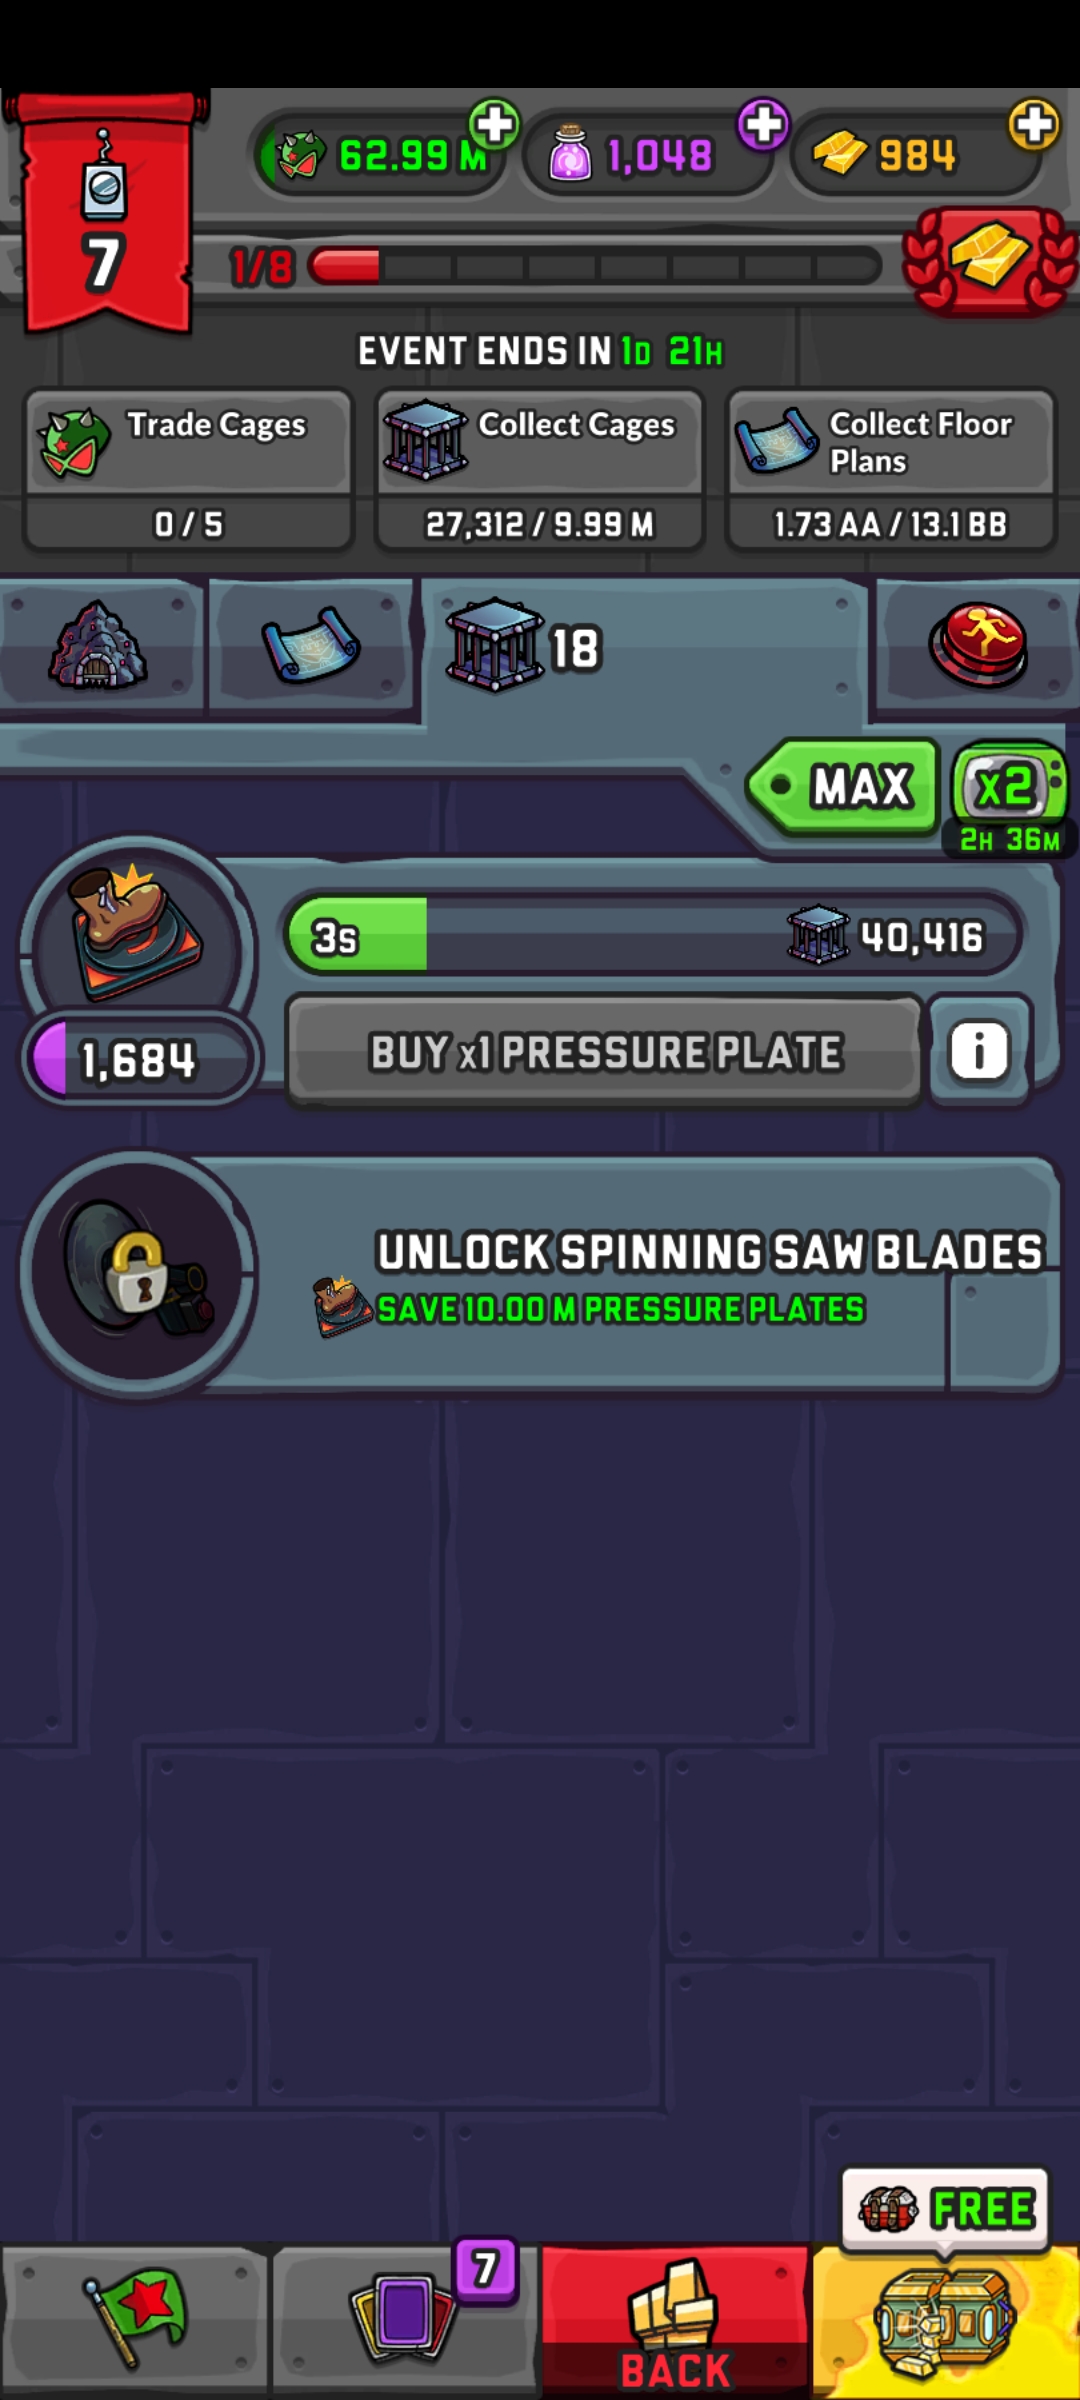 62.99 M
1,048
984
7
1/8
EVENT ENDS IN 1D 21H
Trade Cages
0 / 5
Collect Cages
27,312 / 9.99 M
Collect Floor
Plans
1.73 AA / 13.1 BB
18
MAX
x2
2H 36M
3s
40,416
1,684
BUY x1 PRESSURE PLATE
i
UNLOCK SPINNING SAW BLADES
SAVE 10.00 M PRESSURE PLATES
FREE
7
BACK